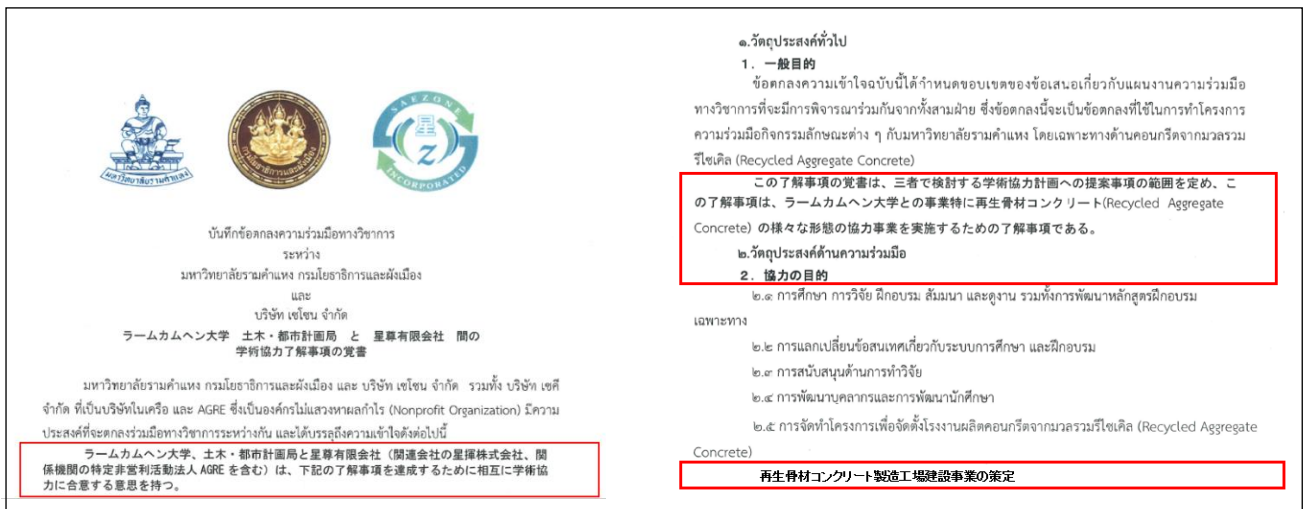 มหาวิทยาลัยรามคำแหง
กรมโยธาธิการและผังเมือง
SAEZONE
星
Z
INCORPORATED
บันทึกข้อตกลงความร่วมมือทางวิชาการ
ระหว่าง
มหาวิทยาลัยรามคำแหง กรมโยธาธิการและผังเมือง
และ
บริษัท เซโซน จำกัด
ラームカムヘン大学 土木・都市計画局 と 星尊有限会社 間の
学術協力了解事項の覚書
มหาวิทยาลัยรามคำแหง กรมโยธาธิการและผังเมือง และ บริษัท เซโซน จำกัด รวมทั้ง บริษัท เซคี
จำกัด ที่เป็นบริษัทในเครือ และ AGRE ซึ่งเป็นองค์กรไม่แสวงหาผลกำไร (Nonprofit Organization) มีความ
ประสงค์ที่จะตกลงร่วมมือทางวิชาการระหว่างกัน และได้บรรลุถึงความเข้าใจดังต่อไปนี้
ラームカムヘン大学、土木・都市計画局と星尊有限会社（関連会社の星揮株式会社、関
係機関の特定非営利活動法人 AGRE を含む）は、下記の了解事項を達成するために相互に学術協
力に合意する意思を持つ。
๑.วัตถุประสงค์ทั่วไป
1. 一般目的
ข้อตกลงความเข้าใจฉบับนี้ได้กำหนดขอบเขตของข้อเสนอเกี่ยวกับแผนงานความร่วมมือ
ทางวิชาการที่จะมีการพิจารณาร่วมกันจากทั้งสามฝ่าย ซึ่งข้อตกลงนี้จะเป็นข้อตกลงที่ใช้ในการทำโครงการ
ความร่วมมือกิจกรรมลักษณะต่าง ๆ กับมหาวิทยาลัยรามคำแหง โดยเฉพาะทางด้านคอนกรีตจากมวลรวม
รีไซเคิล (Recycled Aggregate Concrete)
この了解事項の覚書は、三者で検討する学術協力計画への提案事項の範囲を定め、こ
の了解事項は、ラームカムヘン大学との事業特に再生骨材コンクリート(Recycled Aggregate
Concrete) の様々な形態の協力事業を実施するための了解事項である。
๒.วัตถุประสงค์ด้านความร่วมมือ
2. 協力の目的
๒.๑ การศึกษา การวิจัย ฝึกอบรม สัมมนา และดูงาน รวมทั้งการพัฒนาหลักสูตรฝึกอบรม
เฉพาะทาง
๒.๒ การแลกเปลี่ยนข้อสนเทศเกี่ยวกับระบบการศึกษา และฝึกอบรม
๒.๓ การสนับสนุนด้านการทำวิจัย
๒.๔ การพัฒนาบุคลากรและการพัฒนานักศึกษา
๒.๕ การจัดทำโครงการเพื่อจัดตั้งโรงงานผลิตคอนกรีตจากมวลรวมรีไซเคิล (Recycled Aggregate
Concrete)
再生骨材コンクリート製造工場建設事業の策定